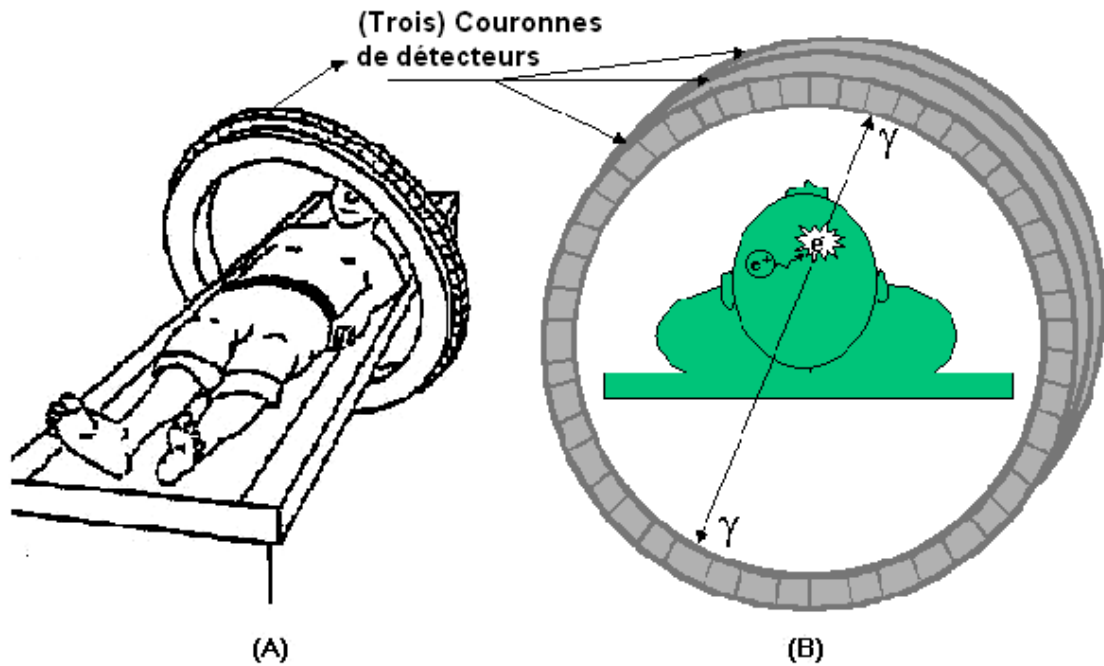 (Trois) Couronnes
de détecteurs
γ
e⁺
e
γ
(A)
(B)